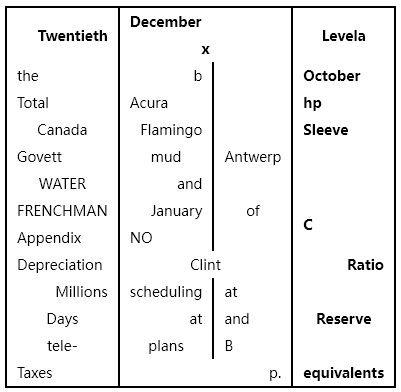 Twentieth December x Levela
the b October
Total Acura hp
Canada Flamingo Sleeve
Govett mud Antwerp
WATER and
FRENCHMAN January of C
Appendix NO
Depreciation Clint Ratio
Millions scheduling at
Days at and Reserve
tele- plans B
Taxes p. equivalents